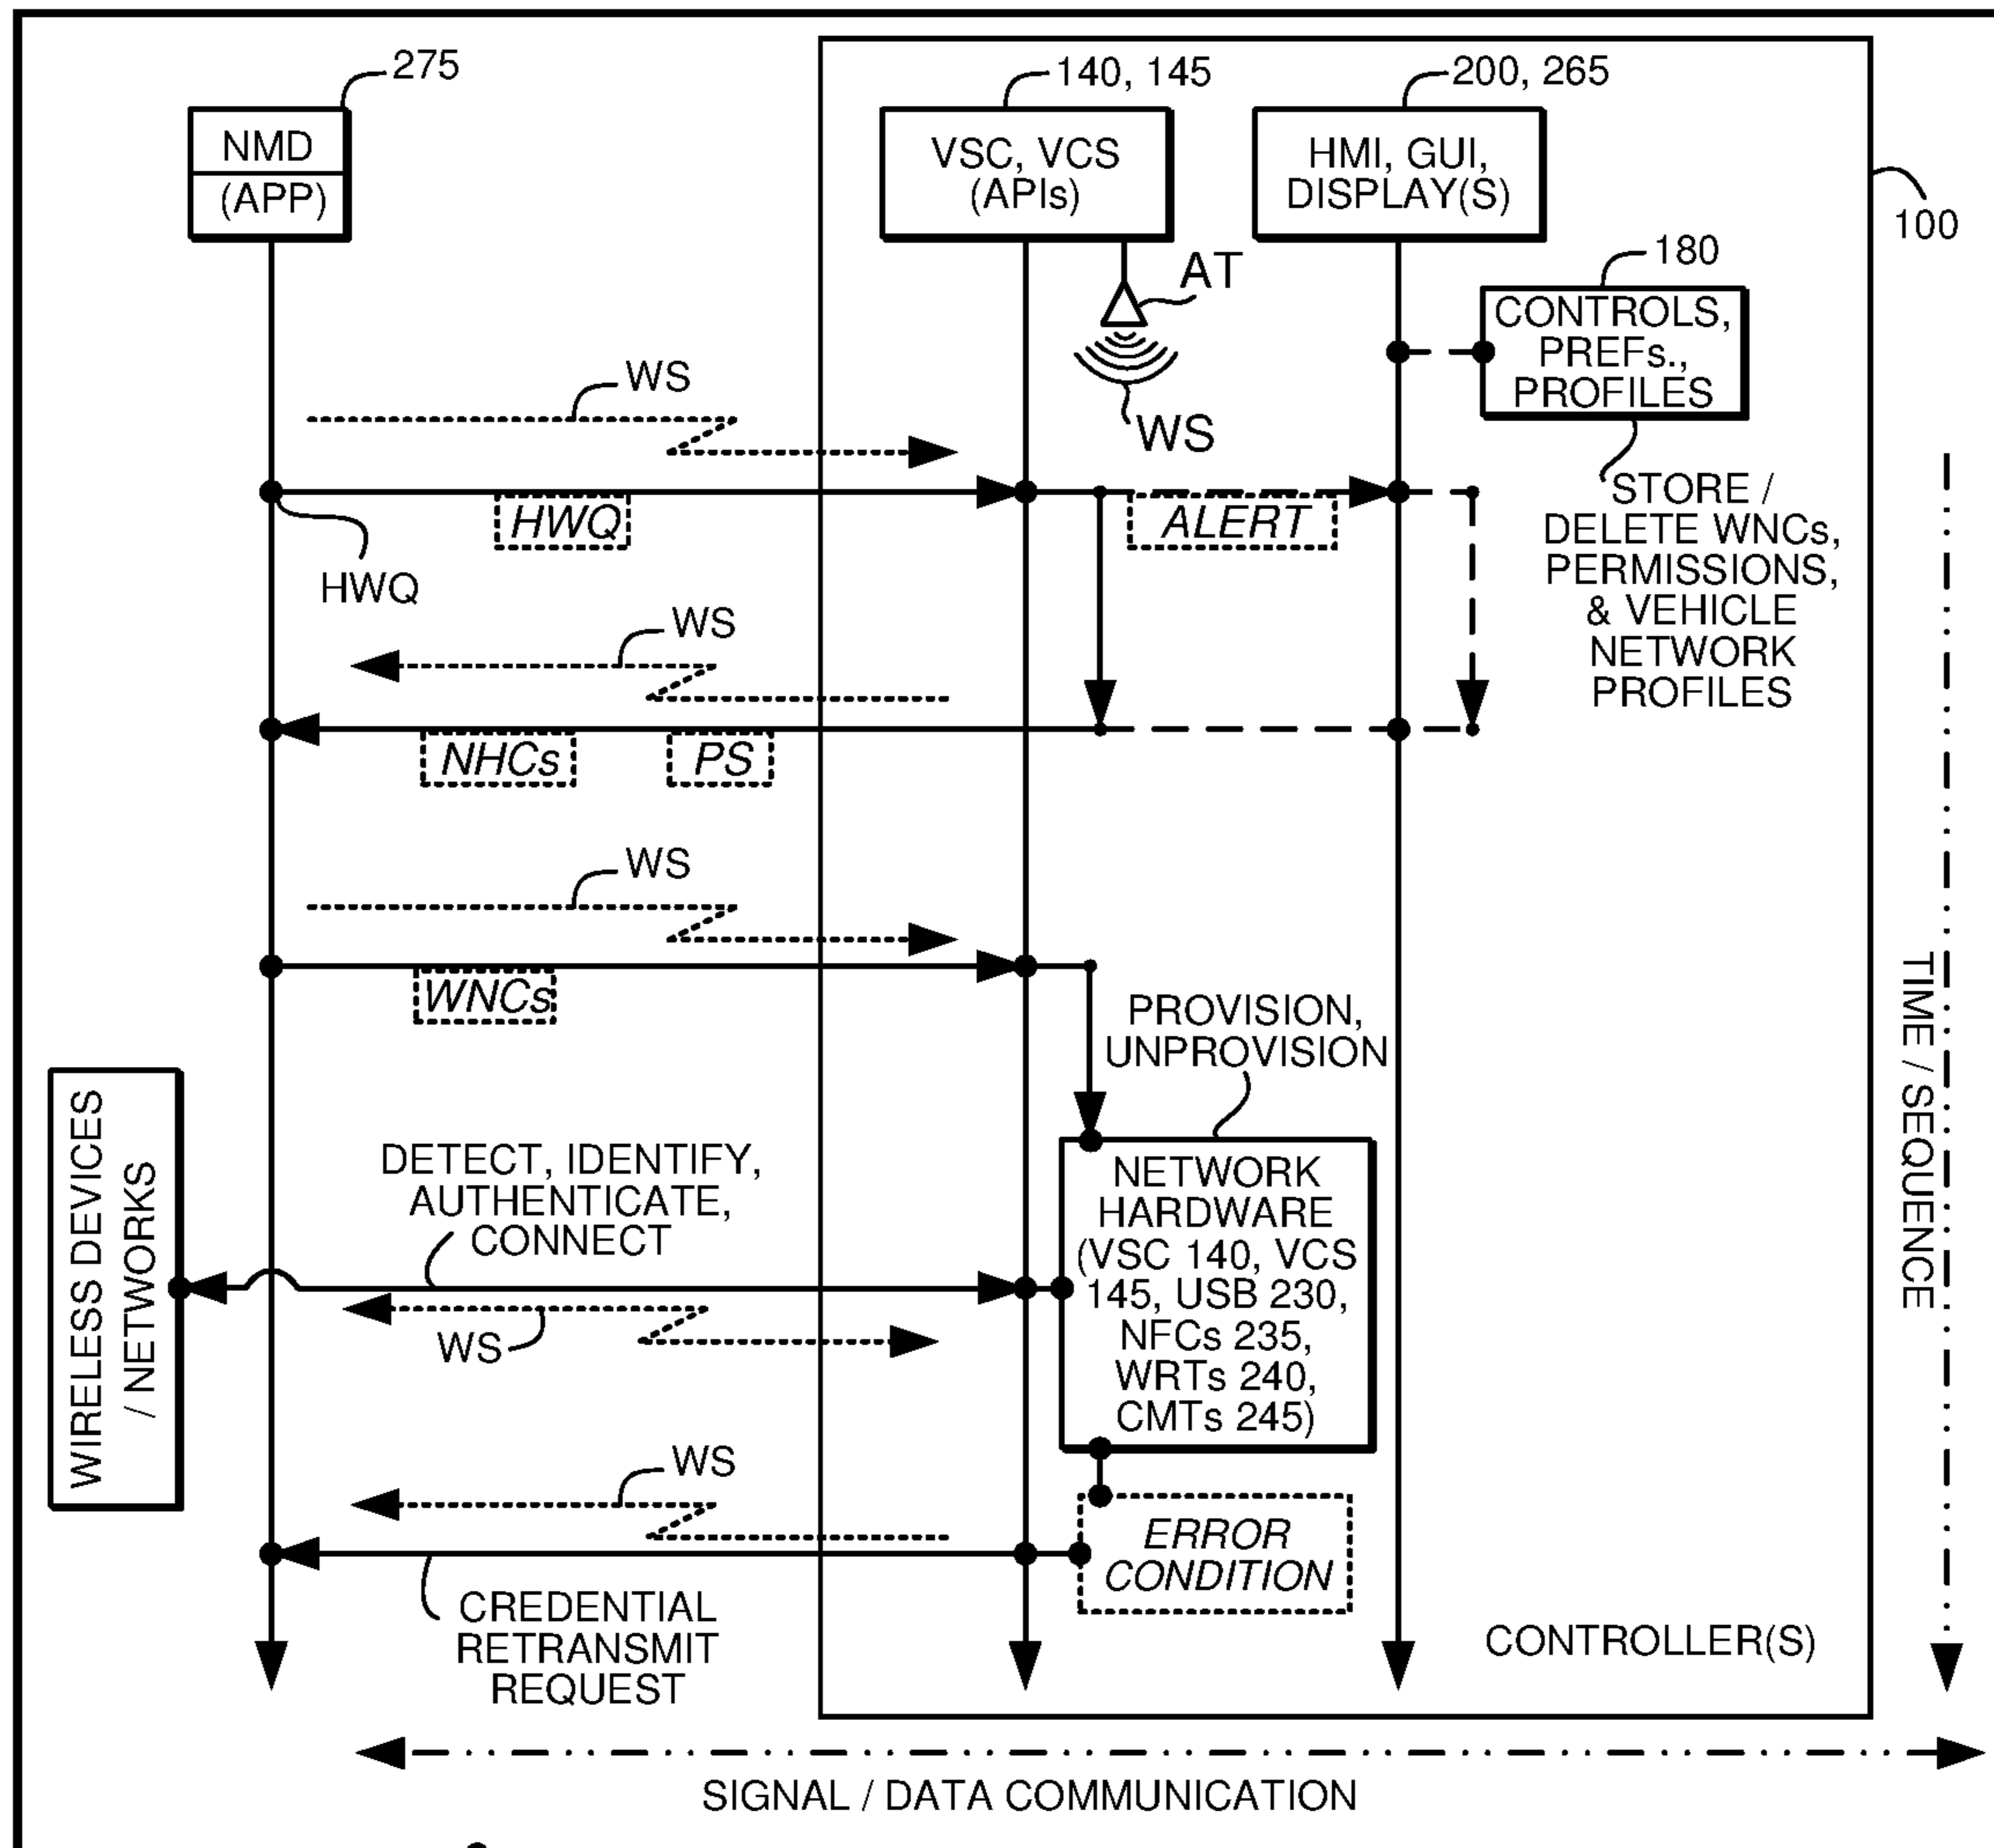 275
140, 145
200, 265
NMD
(APP)
VSC, VCS
(APIs)
HMI, GUI,
DISPLAY(S)
100
180
AT
CONTROLS,
PREFs.,
PROFILES
WS
WS
STORE /
DELETE WNCs,
PERMISSIONS,
& VEHICLE
NETWORK
PROFILES
HWQ
ALERT
HWQ
WS
NHCs
PS
WS
WNCs
PROVISION,
UNPROVISION
TIME / SEQUENCE
WIRELESS DEVICES
/ NETWORKS
DETECT, IDENTIFY,
AUTHENTICATE,
CONNECT
NETWORK
HARDWARE
(VSC 140, VCS
145, USB 230,
NFCs 235,
WRTs 240,
CMTs 245)
WS
WS
ERROR
CONDITION
CREDENTIAL
RETRANSMIT
REQUEST
CONTROLLER(S)
SIGNAL / DATA COMMUNICATION